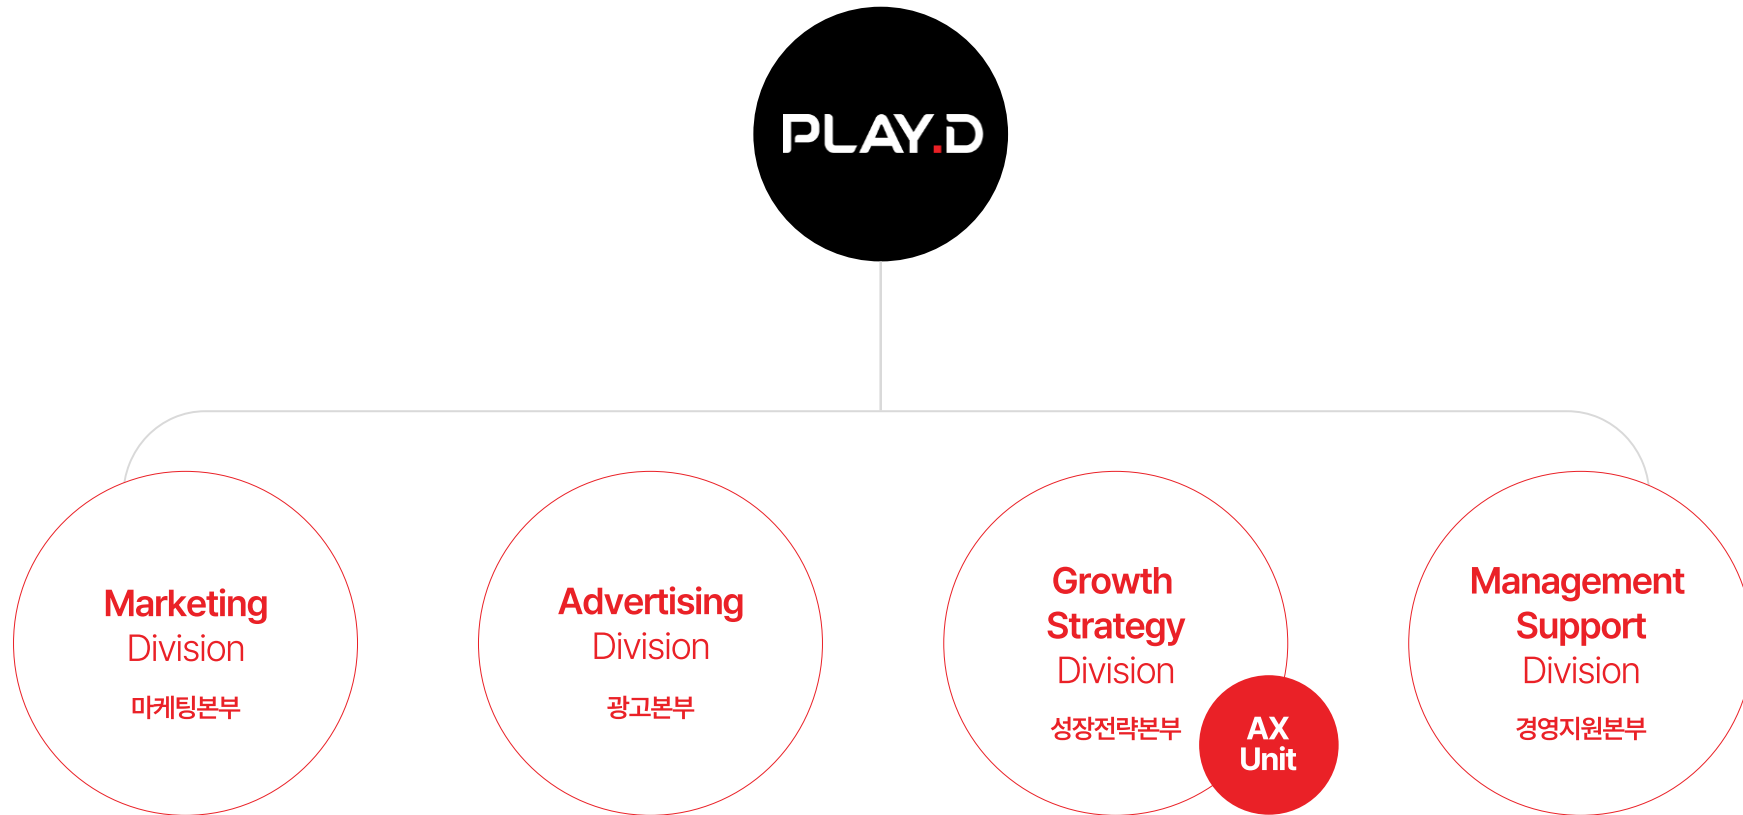 PLAY.D
Marketing
Division
마케팅본부
Advertising
Division
광고본부
Growth
Strategy
Division
성장전략본부
AX
Unit
Management
Support
Division
경영지원본부